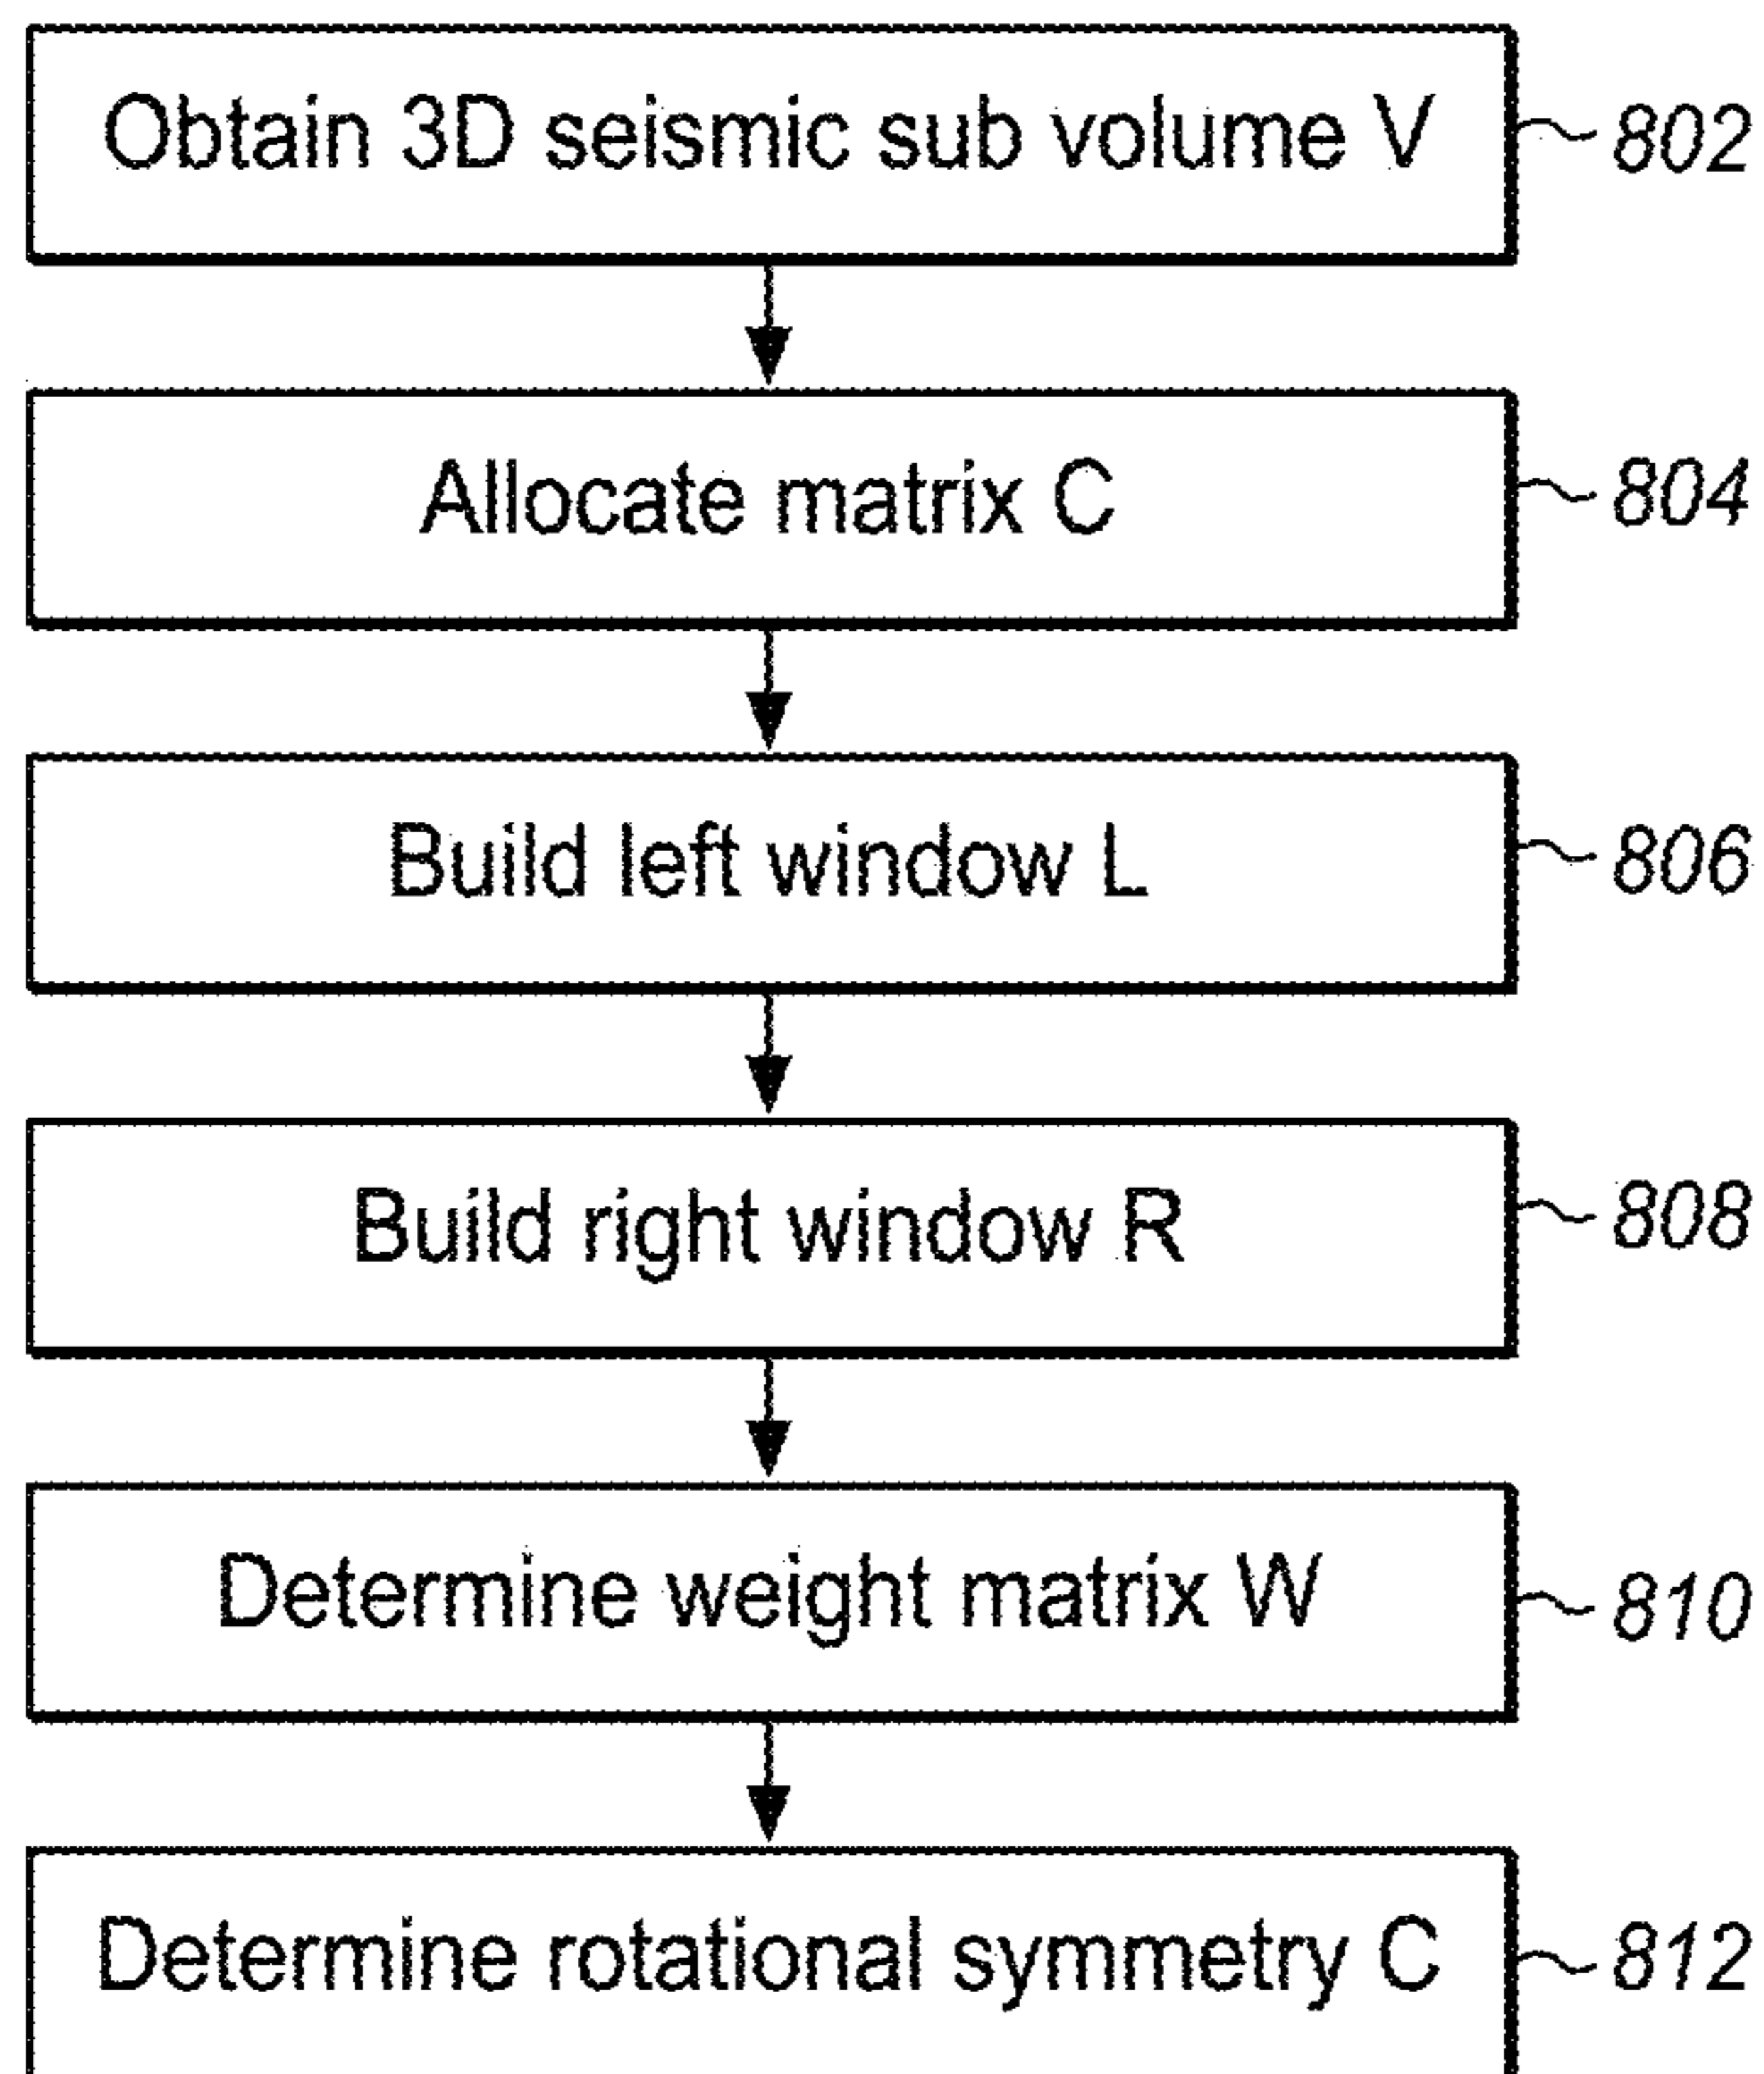 Obtain 3D seismic sub volume V 802
Allocate matrix C 804
Build left window L 806
Build right window R 808
Determine weight matrix W 810
Determine rotational symmetry C 812